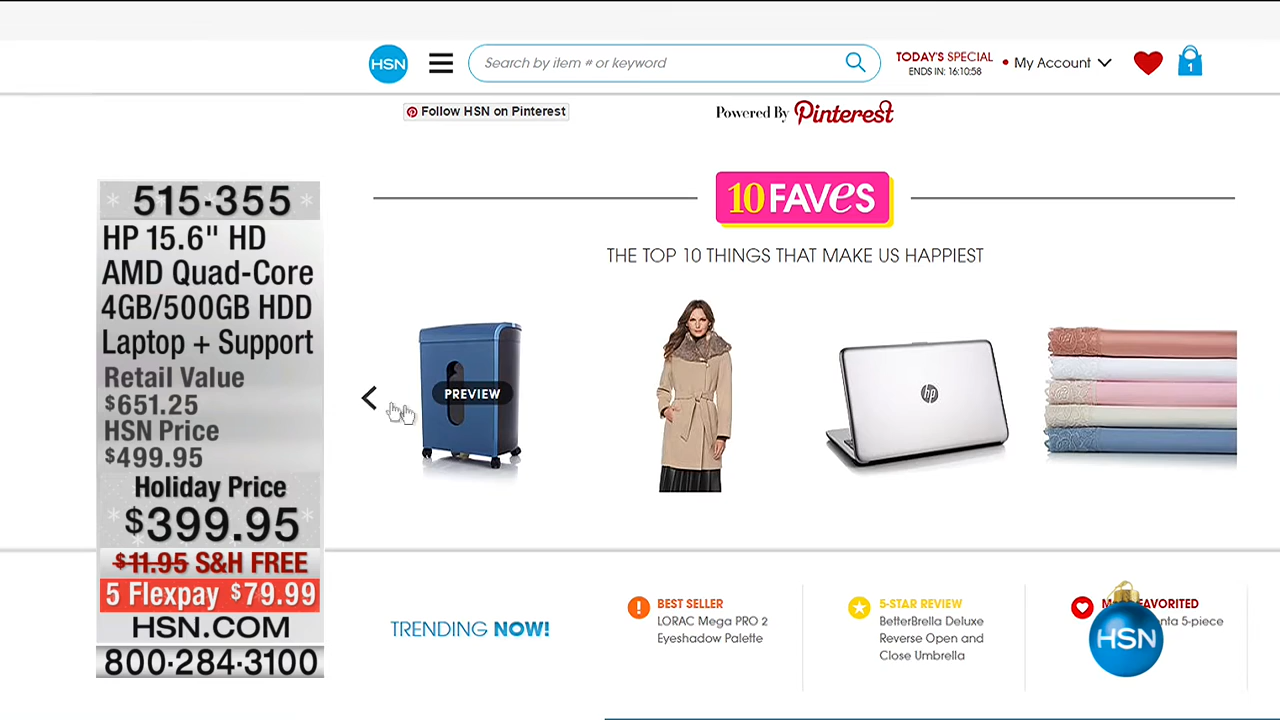 HSN
Search by item # or keyword
TODAY'S SPECIAL
ENDS IN: 16:10:58
My Account
1
Follow HSN on Pinterest
Powered By Pinterest
10 FAVES
THE TOP 10 THINGS THAT MAKE US HAPPIEST
515-355
HP 15.6" HD
AMD Quad-Core
4GB/500GB HDD
Laptop + Support
Retail Value
$651.25
HSN Price
$499.95
Holiday Price
$399.95
$11.95 S&H FREE
5 Flexpay $79.99
HSN.COM
800-284-3100
PREVIEW
hp
TRENDING NOW!
BEST SELLER
LORAC Mega PRO 2
Eyeshadow Palette
5-STAR REVIEW
BetterBrella Deluxe
Reverse Open and
Close Umbrella
5-piece
HSN